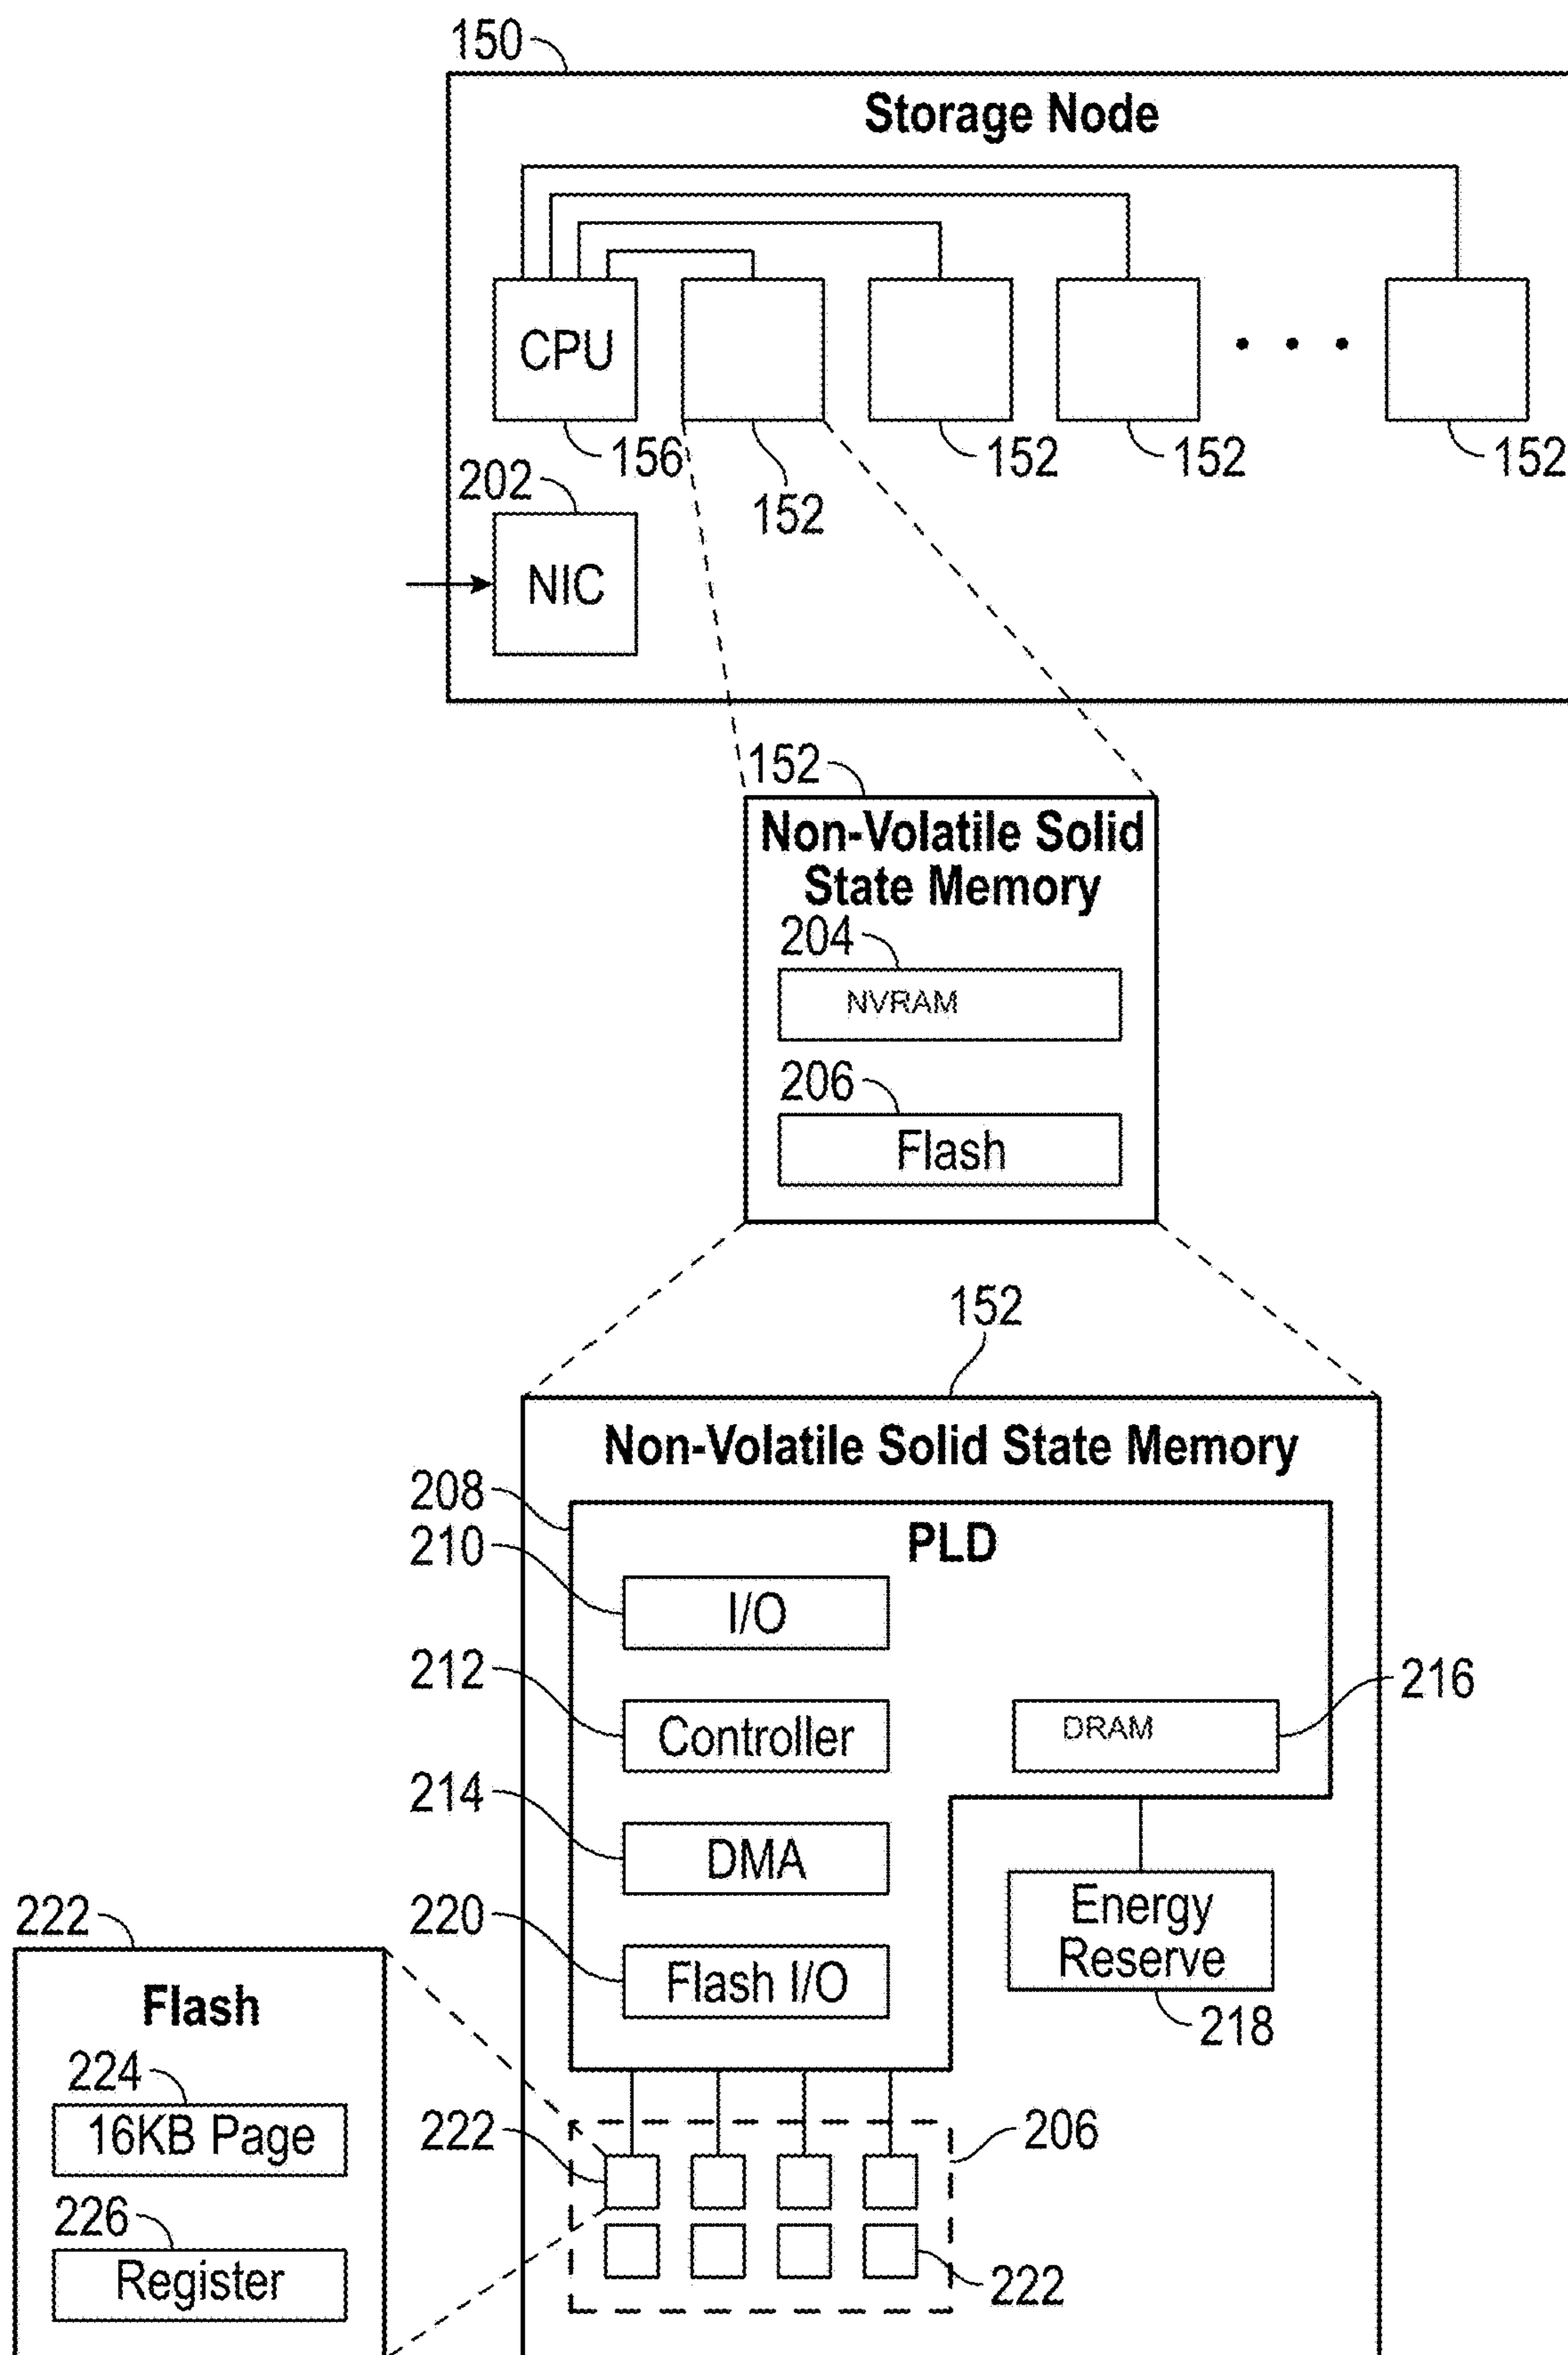 150
Storage Node
CPU
156
152
152
152
152
202
NIC
152
Non-Volatile Solid
State Memory
204
NVRAM
206
Flash
152
Non-Volatile Solid State Memory
208
PLD
210
I/O
212
Controller
216
DRAM
214
DMA
220
Flash I/O
Energy
Reserve
218
222
Flash
224
16KB Page
226
Register
222
206
222